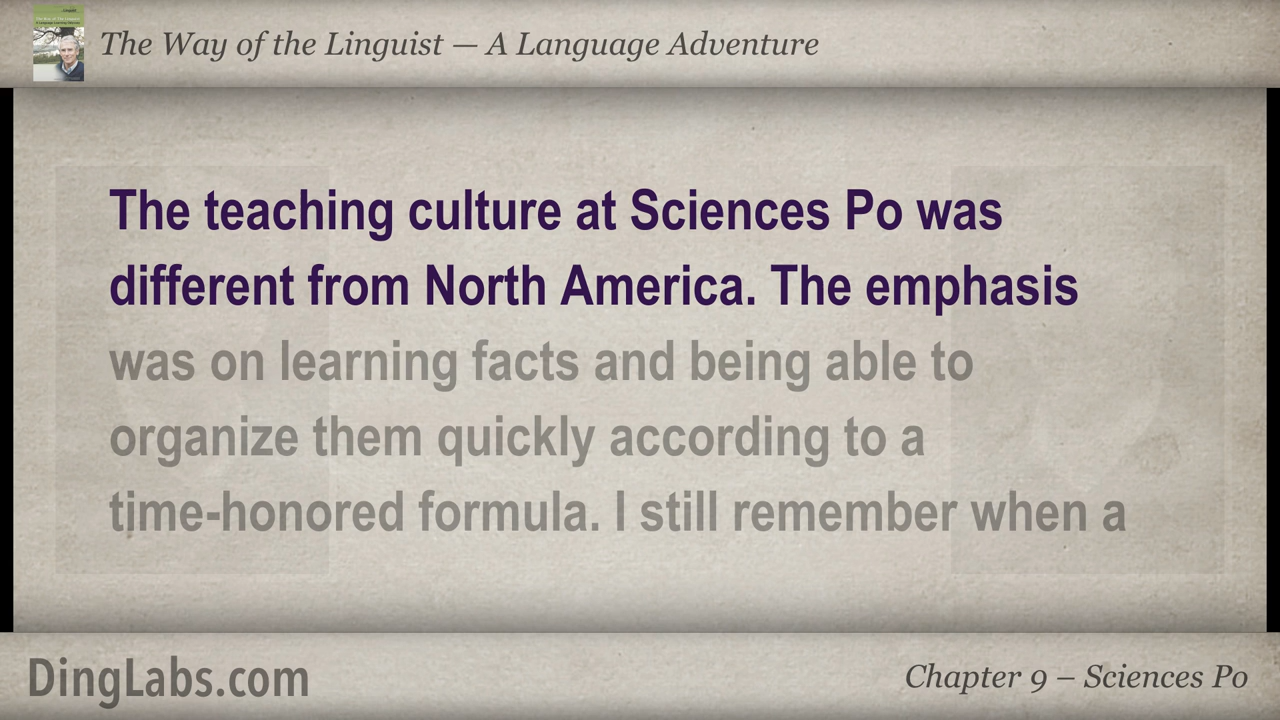 The Way of the Linguist — A Language Adventure
The teaching culture at Sciences Po was
different from North America. The emphasis
was on learning facts and being able to
organize them quickly according to a
time-honored formula. I still remember when a
DingLabs.com
Chapter 9 – Sciences Po